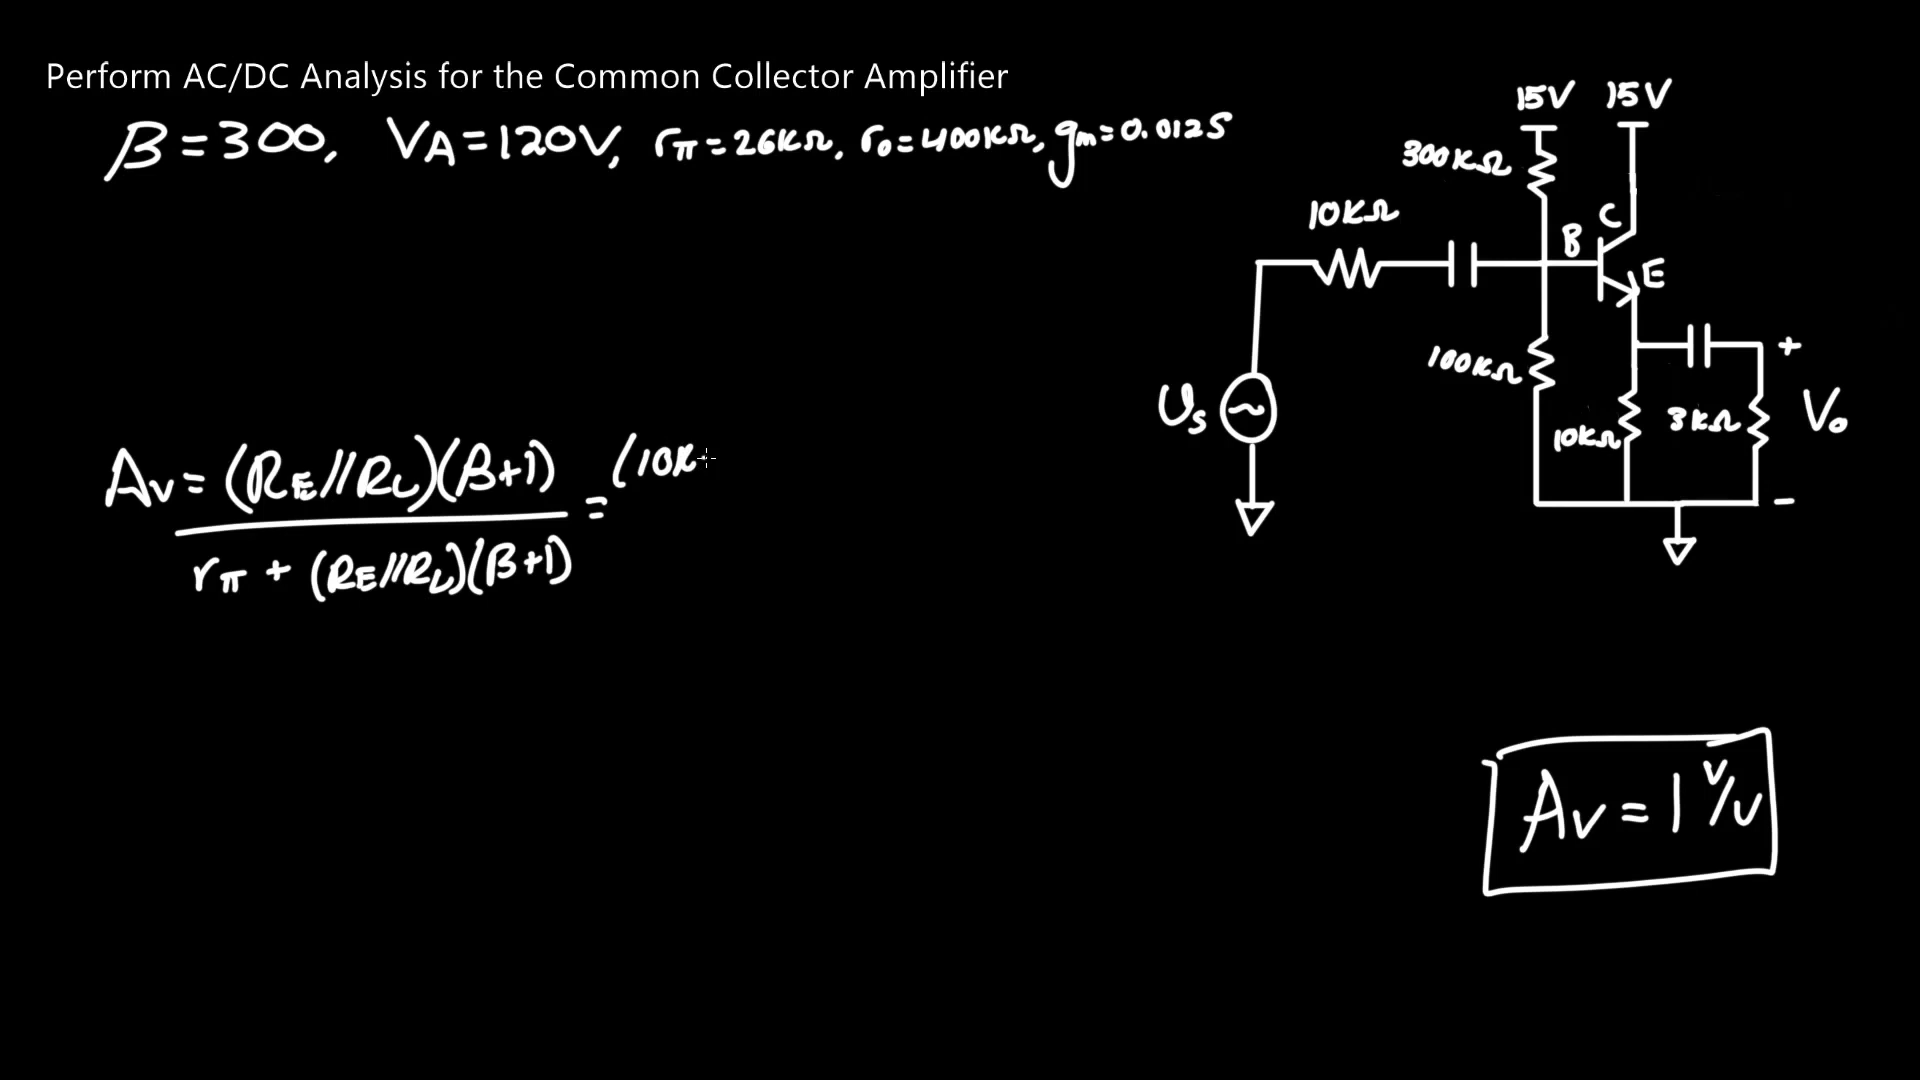 Perform AC/DC Analysis for the Common Collector Amplifier
β = 300, VA = 120V, rπ = 26KΩ, ro = 400KΩ, gm = 0.012S
15V 15V
300KΩ
10KΩ
C
B
E
100KΩ
10KΩ
3KΩ
+
Vo
-
Us
~
Av = (RE//RL)(β+1) = (10K
rπ + (RE//RL)(β+1)
Av = 1 V/V